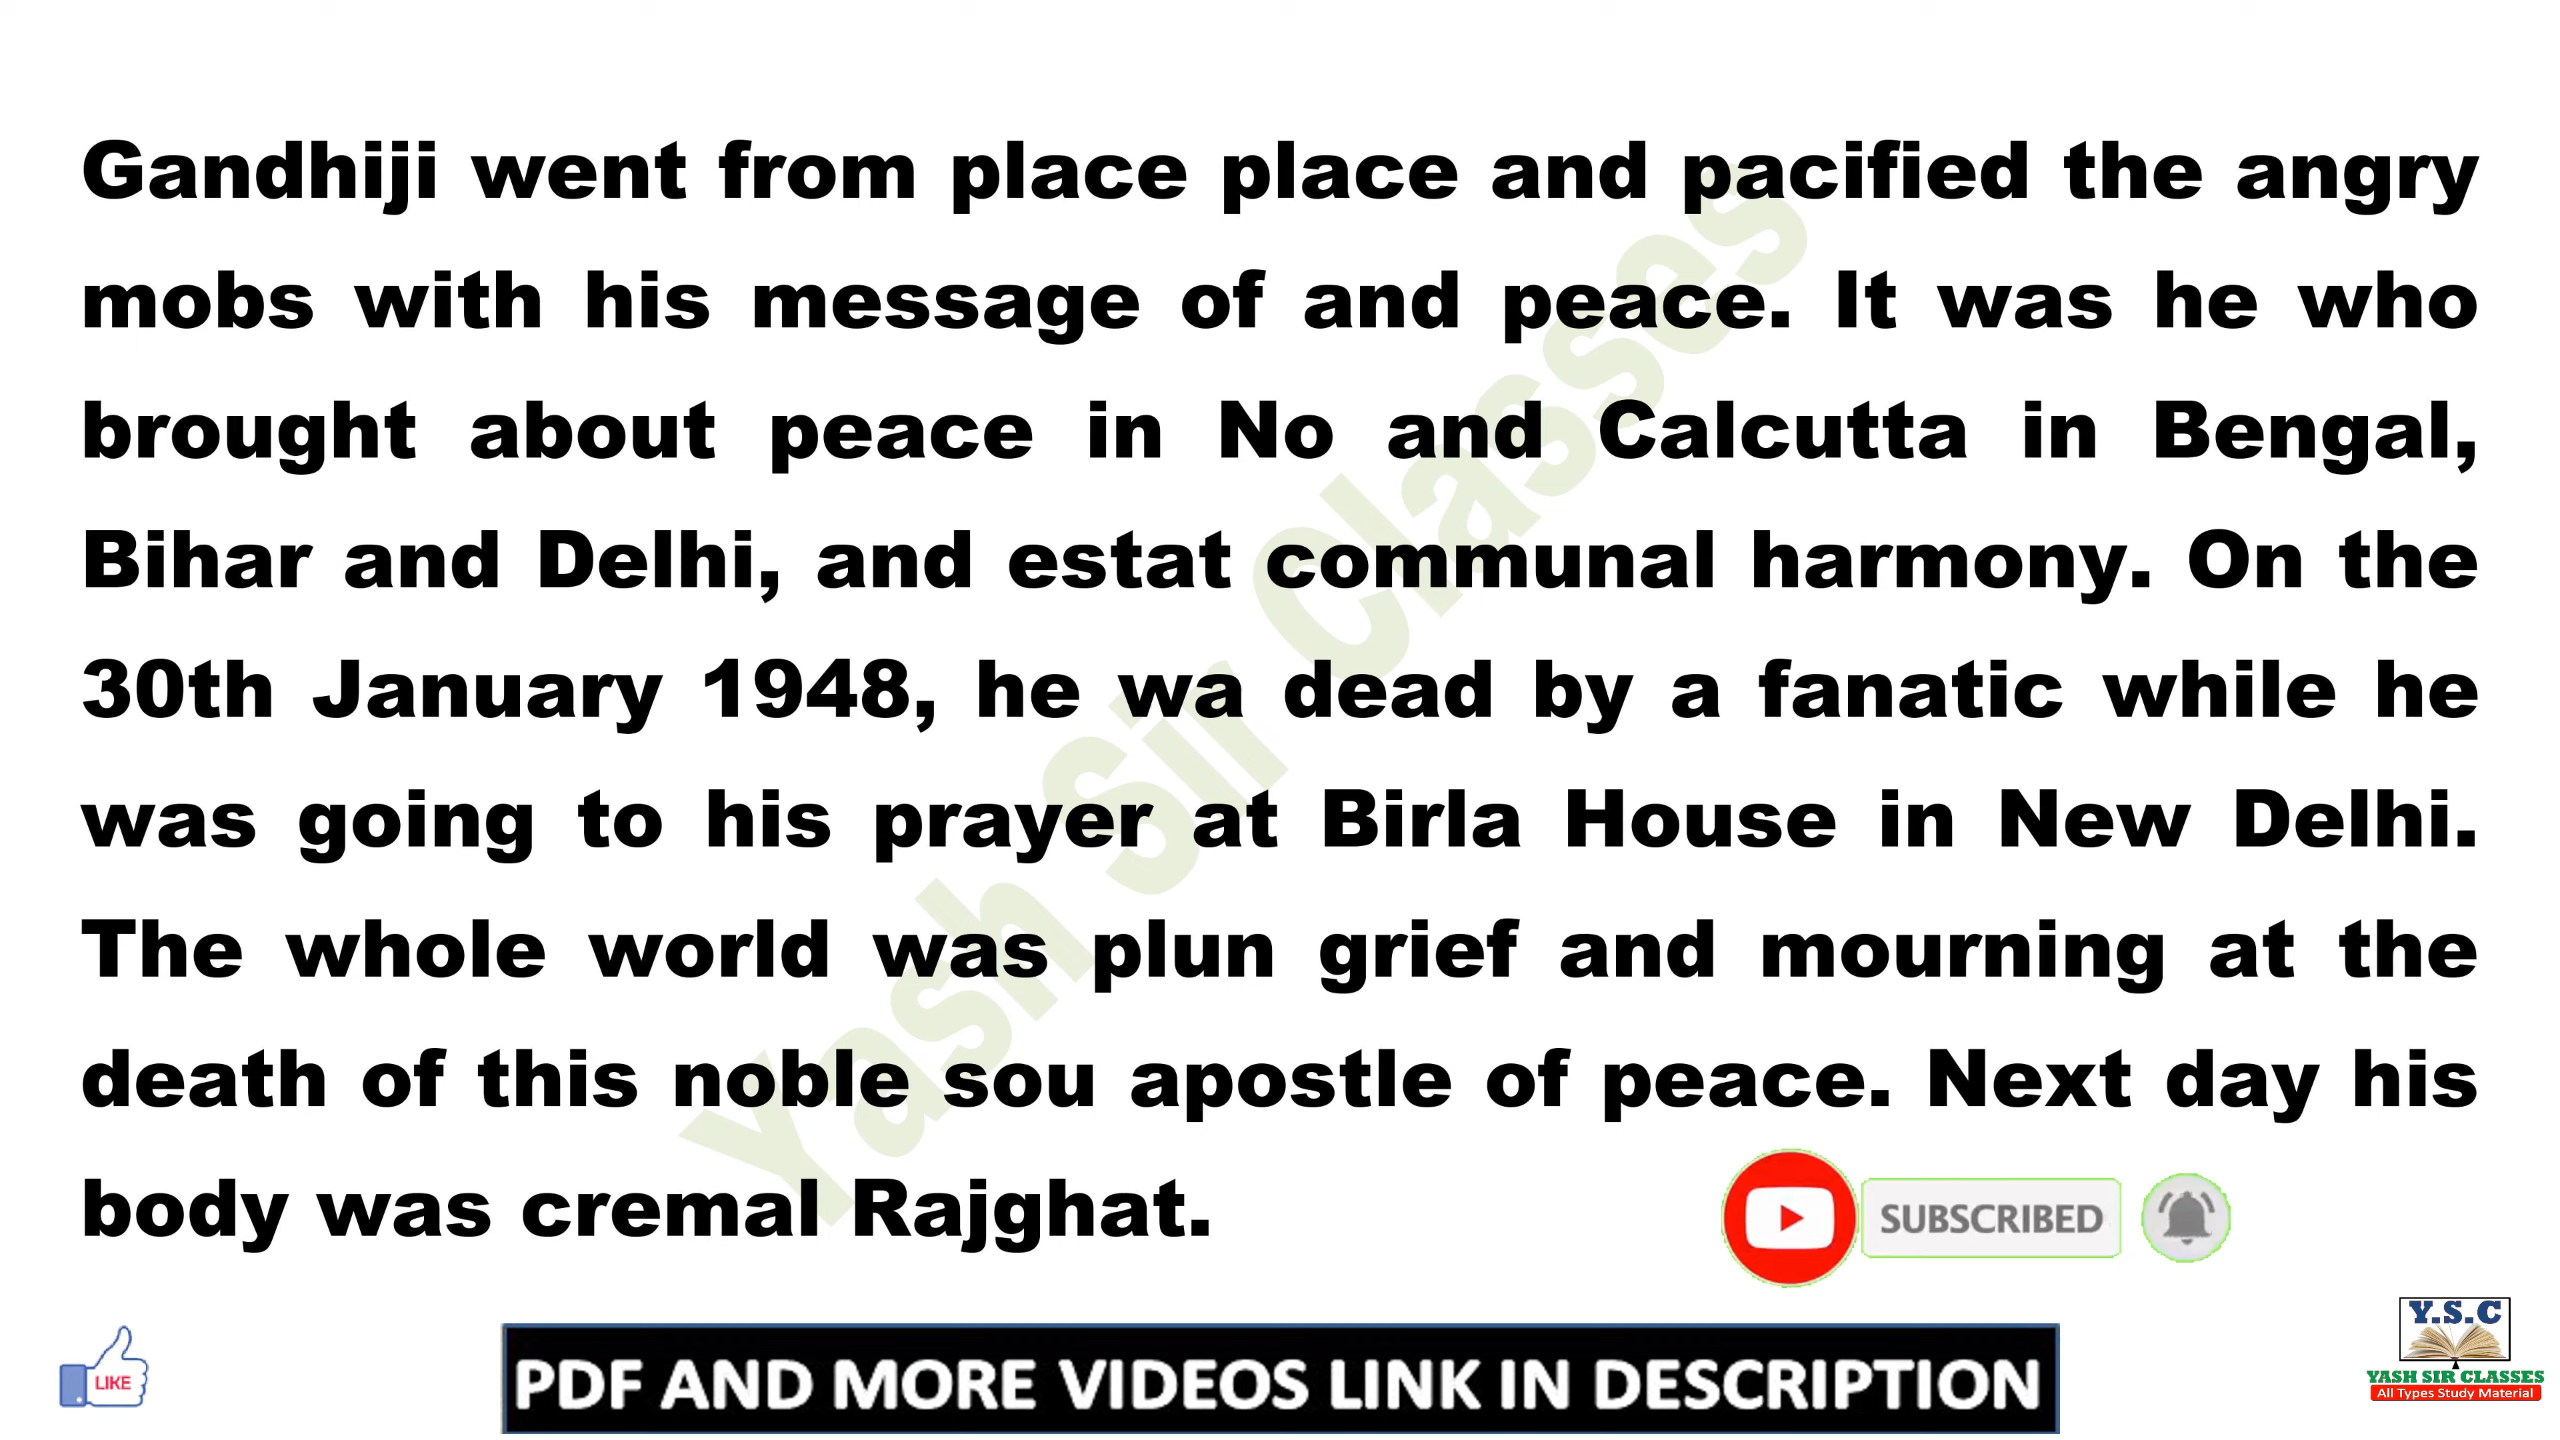 Gandhiji went from place place and pacified the angry
mobs with his message of and peace. It was he who
brought about peace in No and Calcutta in Bengal,
Bihar and Delhi, and estat communal harmony. On the
30th January 1948, he wa dead by a fanatic while he
was going to his prayer at Birla House in New Delhi.
The whole world was plun grief and mourning at the
death of this noble sou apostle of peace. Next day his
body was cremal Rajghat.
Yash Sir Classes
SUBSCRIBED
LIKE
PDF AND MORE VIDEOS LINK IN DESCRIPTION
Y.S.C
YASH SIR CLASSES
All Types Study Material